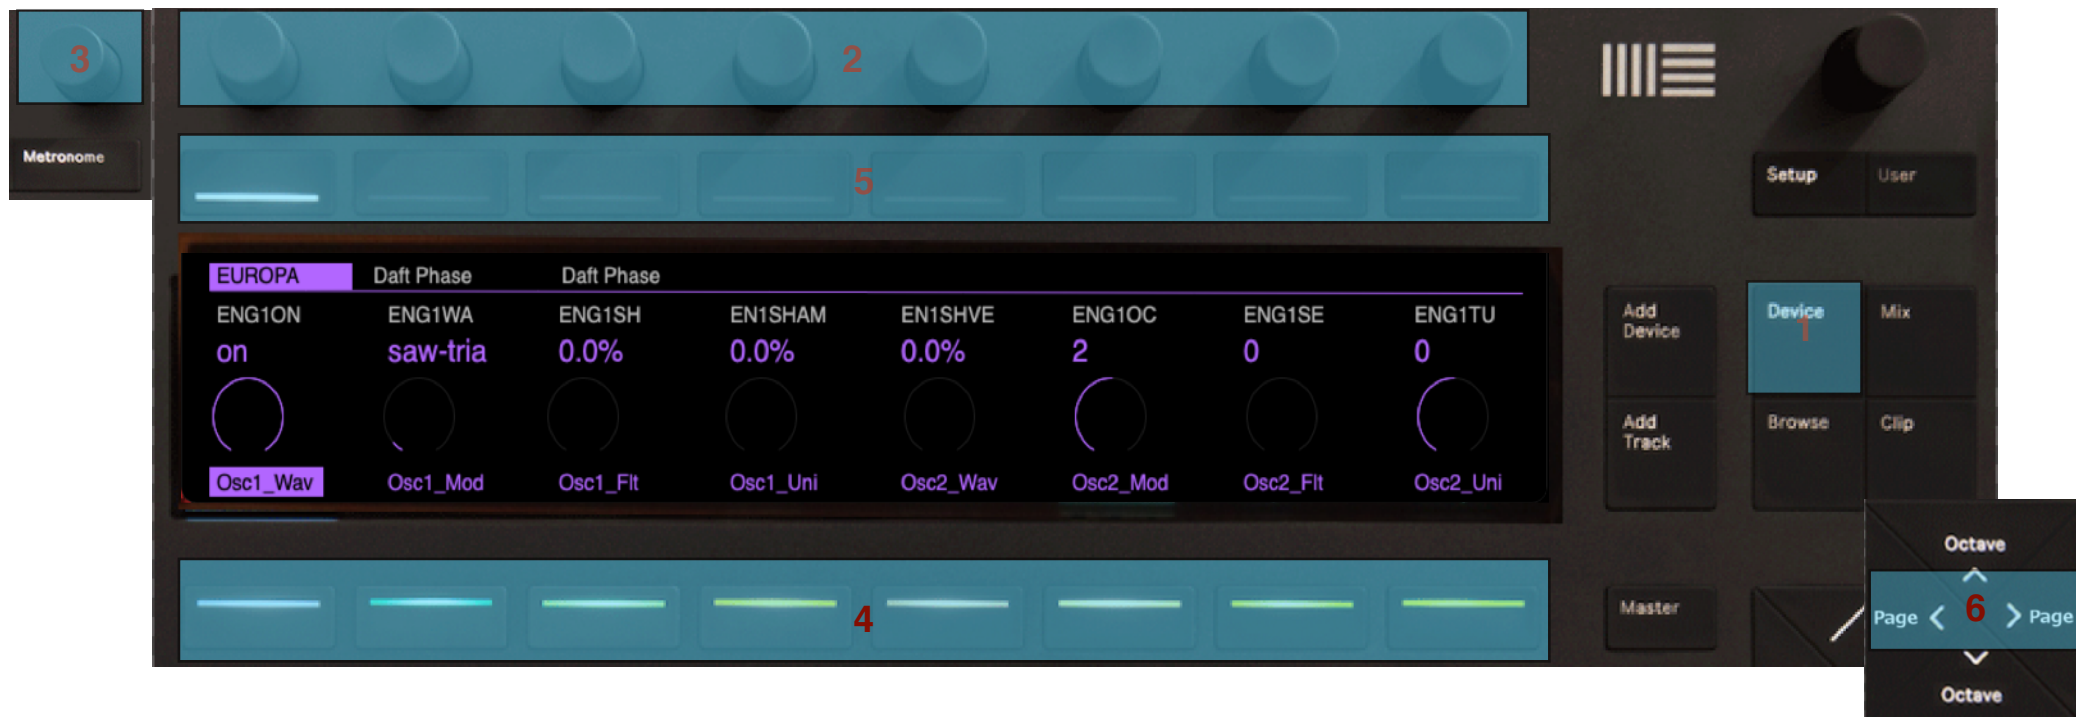 3
2
Metronome
5
Setup User
EUROPA Daft Phase Daft Phase
ENG1ON ENG1WA ENG1SH EN1SHAM EN1SHVE ENG1OC ENG1SE ENG1TU
on saw-tria 0.0% 0.0% 0.0% 2 0 0
Osc1_Wav Osc1_Mod Osc1_Flt Osc1_Uni Osc2_Wav Osc2_Mod Osc2_Flt Osc2_Uni
Add
Device
Device
1
Mix
Add
Track
Browse
Clip
4
Master
Octave
Page < 6 > Page
Octave